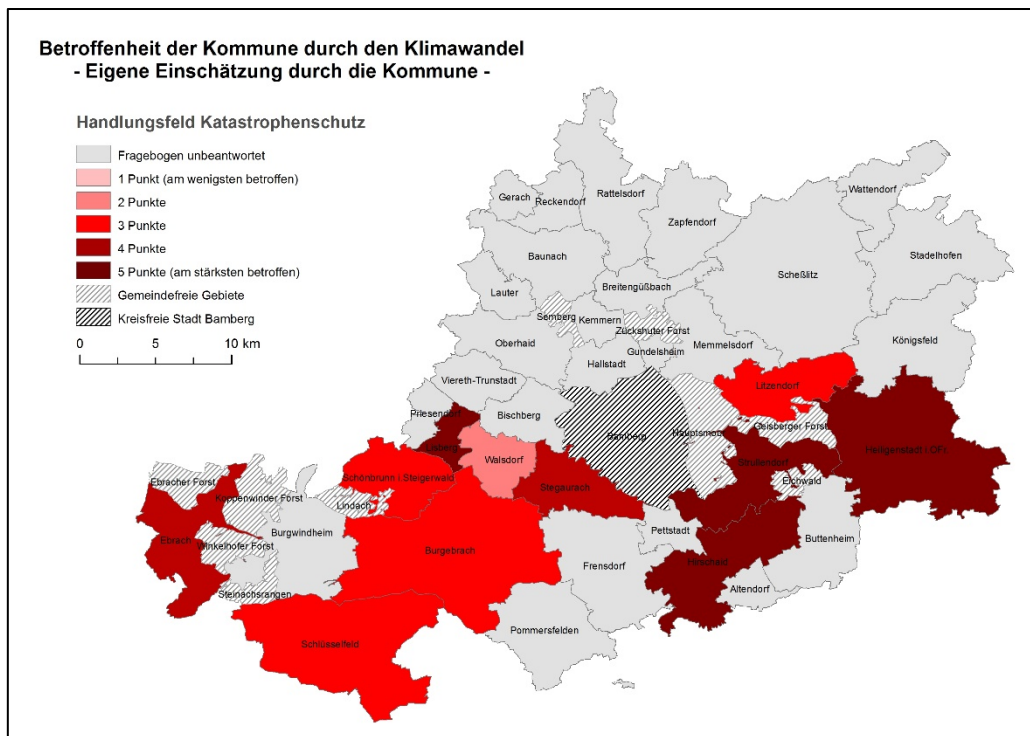 Betroffenheit der Kommune durch den Klimawandel
- Eigene Einschätzung durch die Kommune -
Handlungsfeld Katastrophenschutz
Fragebogen unbeantwortet
1 Punkt (am wenigsten betroffen)
2 Punkte
3 Punkte
4 Punkte
5 Punkte (am stärksten betroffen)
Gemeindefreie Gebiete
Kreisfreie Stadt Bamberg
0 5 10 km
Gerach
Reckendorf
Rattelsdorf
Zapfendorf
Wattendorf
Stadelhofen
Scheßlitz
Baunach
Lauter
Breitengüßbach
Semberg
Kemmern
Zückshuter Forst
Oberhaid
Hallstadt
Gundelsheim
Memmelsdorf
Königsfeld
Viereth-Trunstadt
Litzendorf
Priesendorf
Bischberg
Lisberg
Walsdorf
Bamberg
Hauptsmoor
Geisberger Forst
Heiligenstadt i.OFr.
Strullendorf
Schönbrunn i.Steigerwald
Stegaurach
Eichwald
Ebracher Forst
Koppenwinder Forst
Lindach
Pettstadt
Burgwindheim
Ebrach
Winkelhofer Forst
Burgebrach
Frensdorf
Hirschaid
Buttenheim
Steinachsrangen
Altendorf
Pommersfelden
Schlüsselfeld